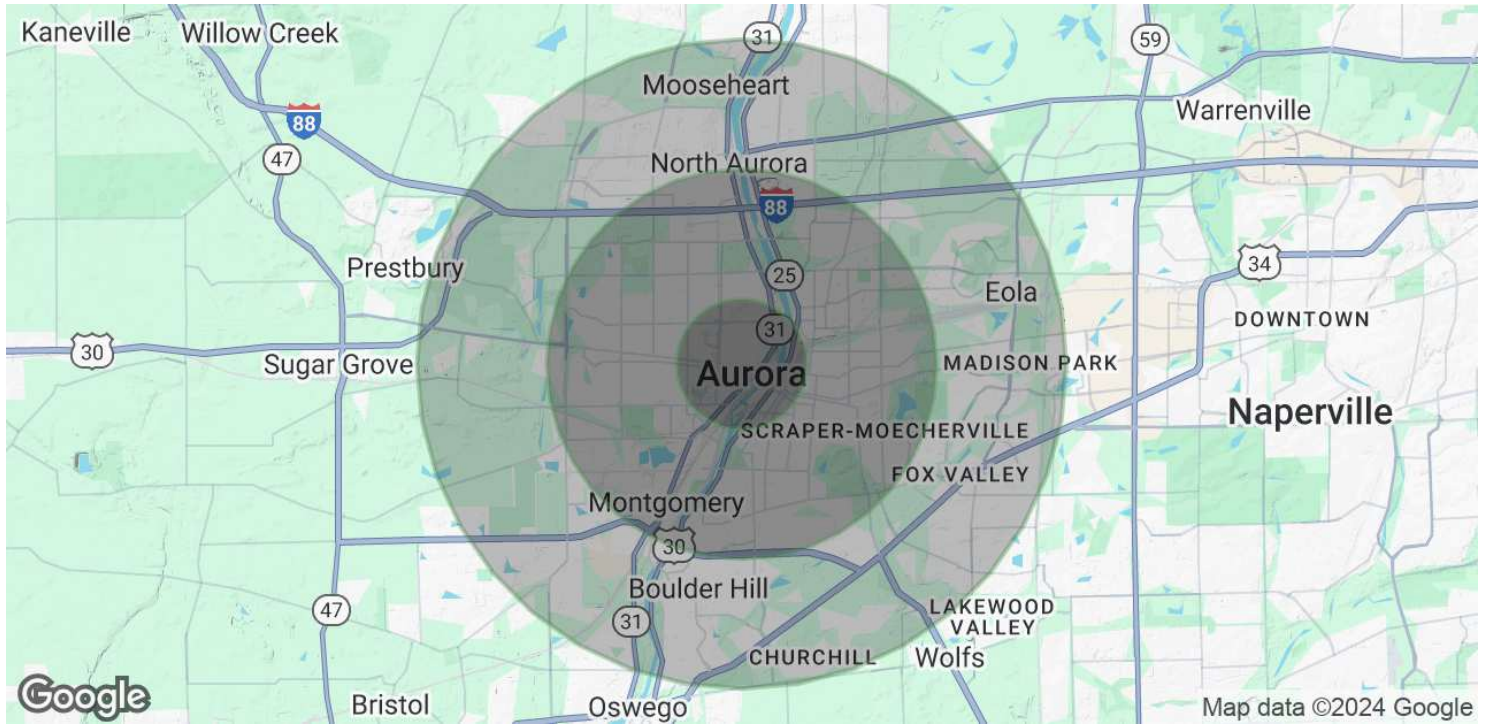 Kaneville
Willow Creek
31
59
Mooseheart
Warrenville
88
47
North Aurora
88
34
Prestbury
25
Eola
DOWNTOWN
31
30
Sugar Grove
MADISON PARK
Aurora
Naperville
SCRAPER-MOECHERVILLE
FOX VALLEY
Montgomery
30
Boulder Hill
47
31
LAKEWOOD
VALLEY
CHURCHILL
Wolfs
Google
Bristol
Oswego
Map data ©2024 Google